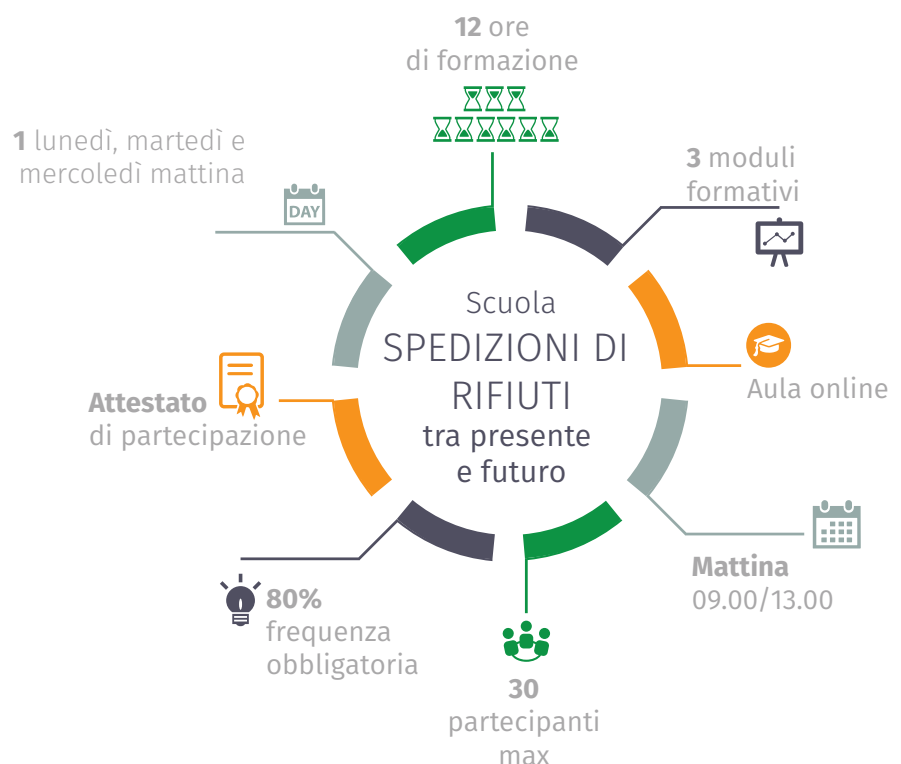 12 ore
di formazione
1 lunedì, martedì e
mercoledì mattina
DAY
3 moduli
formativi
Scuola
SPEDIZIONI DI
RIFIUTI
tra presente
e futuro
Aula online
Attestato
di partecipazione
Mattina
09.00/13.00
80%
frequenza
obbligatoria
30
partecipanti
max